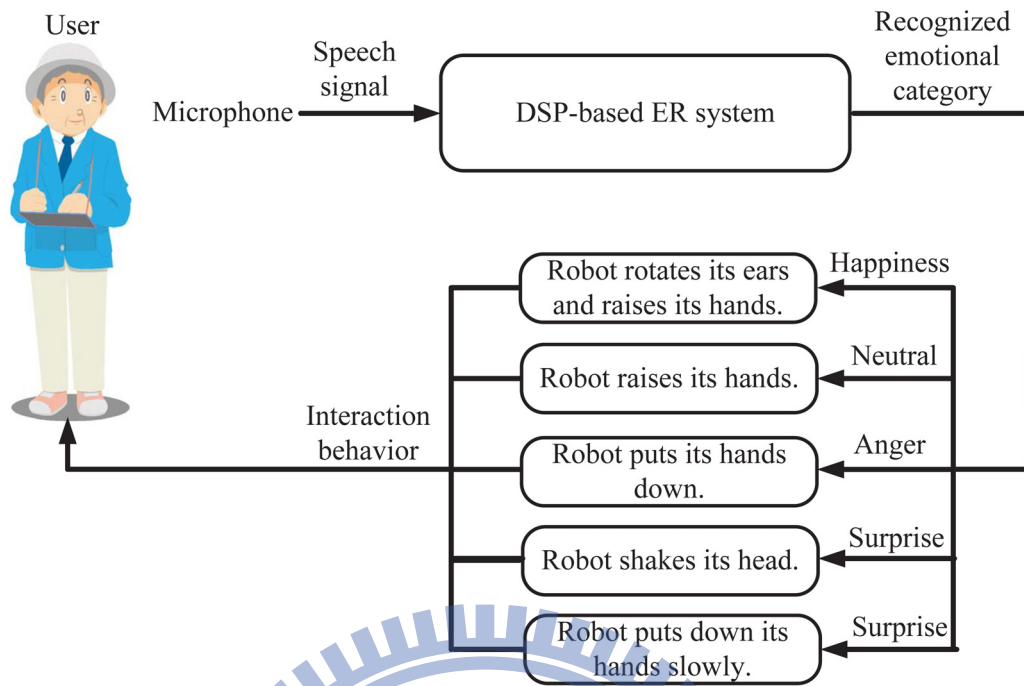 User
Speech
signal
Microphone
DSP-based ER system
Recognized
emotional
category
Robot rotates its ears
and raises its hands.
Happiness
Robot raises its hands.
Neutral
Interaction
behavior
Robot puts its hands
down.
Anger
Robot shakes its head.
Surprise
Robot puts down its
hands slowly.
Surprise